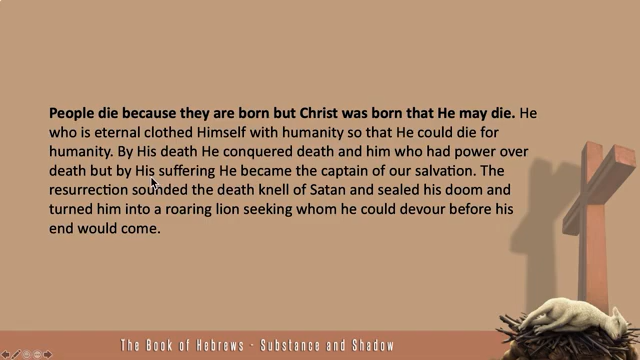 People die because they are born but Christ was born that He may die. He
who is eternal clothed Himself with humanity so that He could die for
humanity. By His death He conquered death and him who had power over
death but by His suffering He became the captain of our salvation. The
resurrection sounded the death knell of Satan and sealed his doom and
turned him into a roaring lion seeking whom he could devour before his
end would come.
The Book of Hebrews - Substance and Shadow